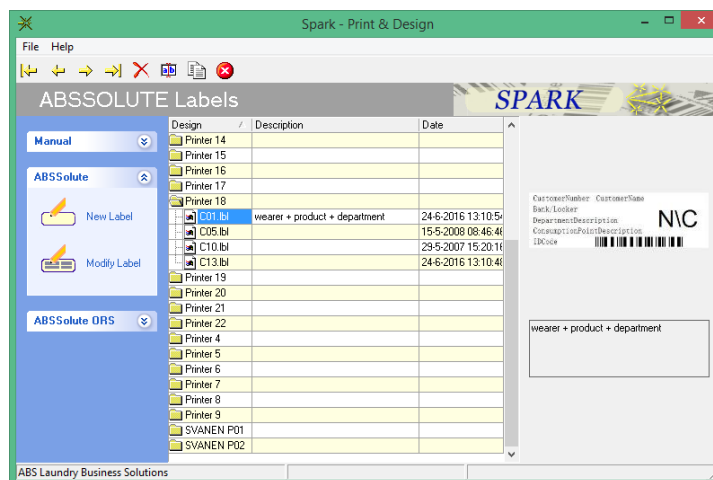 Spark - Print & Design
File Help
ABSSOLUTE Labels
SPARK
Manual
ABSSolute
New Label
Modify Label
ABSSolute ORS
Design / Description Date
Printer 14
Printer 15
Printer 16
Printer 17
Printer 18
C01.lbl wearer + product + department 24-6-2016 13:10:54
C05.lbl 15-5-2008 08:46:46
C10.lbl 29-5-2007 15:20:16
C13.lbl 24-6-2016 13:10:48
Printer 19
Printer 20
Printer 21
Printer 22
Printer 4
Printer 5
Printer 6
Printer 7
Printer 8
Printer 9
SVANEN P01
SVANEN P02
CustomerNumber CustomerName
Bank/Locker
DepartmentDescription
ConsumptionPointDescription
IDCode
N\C
wearer + product + department
ABS Laundry Business Solutions